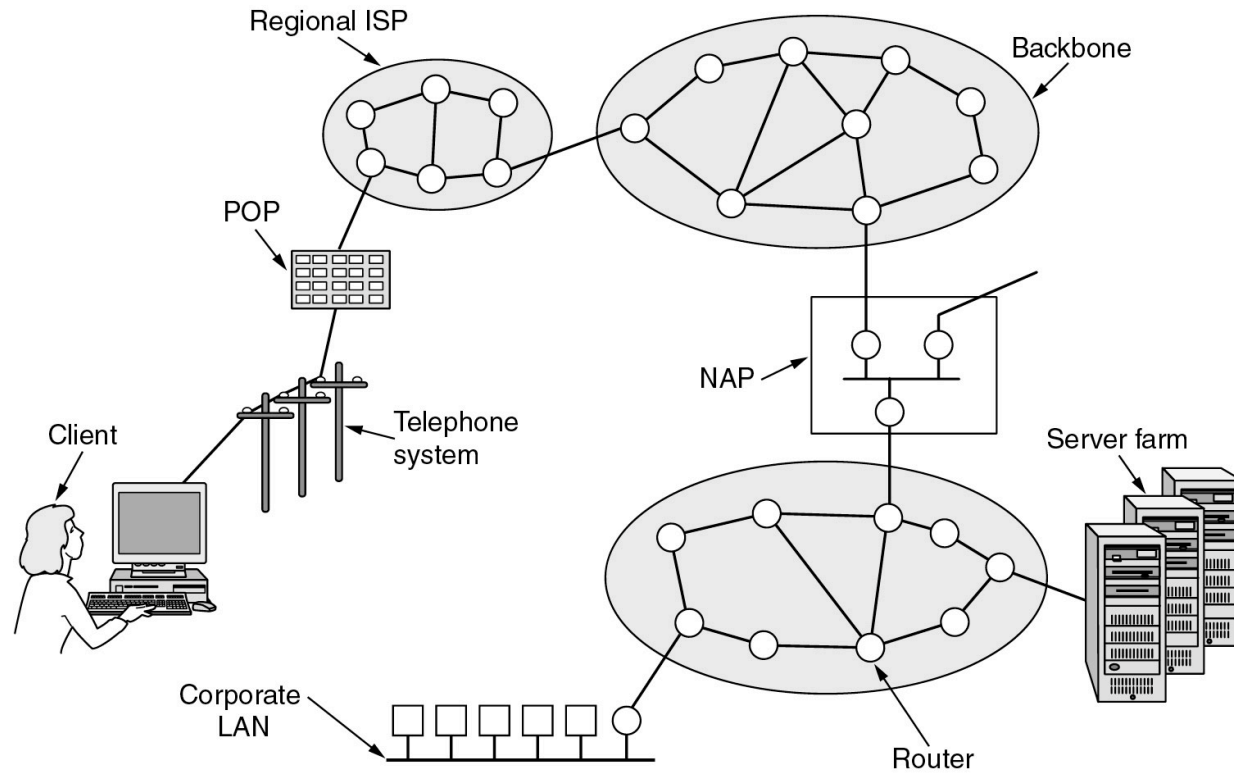 Regional ISP
Backbone
POP
NAP
Telephone
system
Client
Server farm
Corporate
LAN
Router